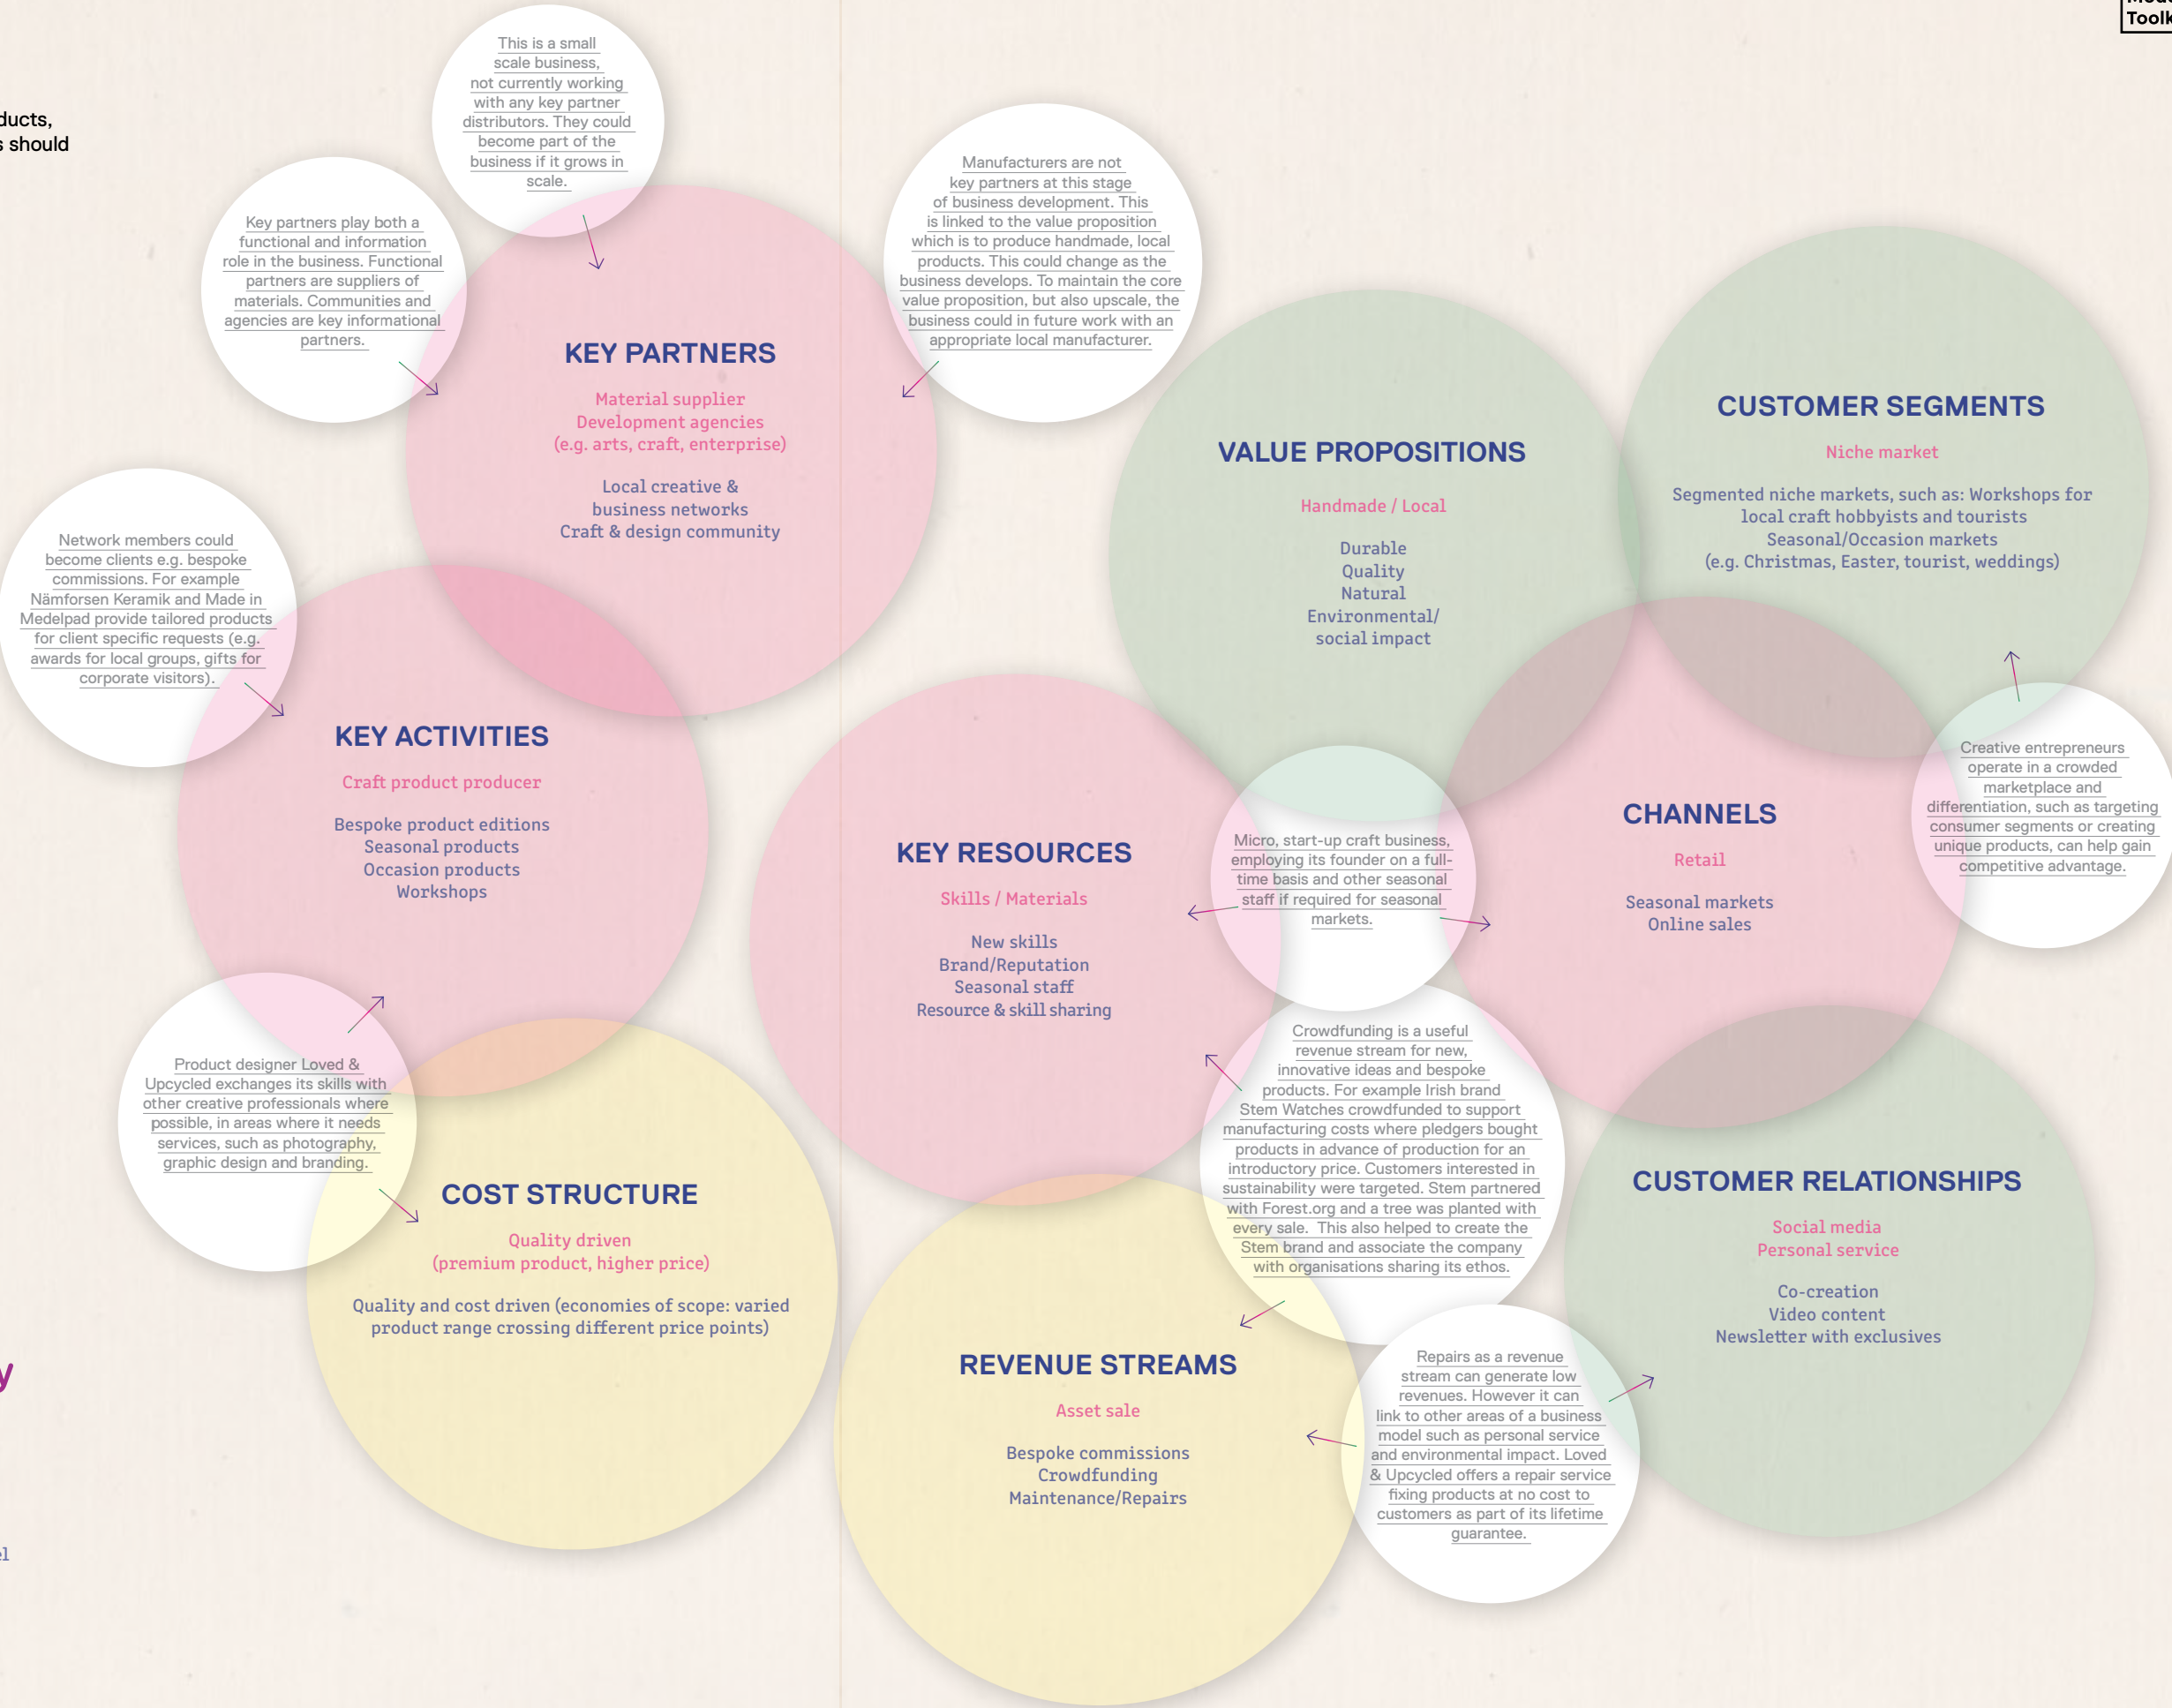 Toolk
ducts,
s should
This is a small
scale business,
not currently working
with any key partner
distributors. They could
become part of the
business if it grows in
scale.
Key partners play both a
functional and information
role in the business. Functional
partners are suppliers of
materials. Communities and
agencies are key informational
partners.
Manufacturers are not
key partners at this stage
of business development. This
is linked to the value proposition
which is to produce handmade, local
products. This could change as the
business develops. To maintain the core
value proposition, but also upscale, the
business could in future work with an
appropriate local manufacturer.
KEY PARTNERS
Material supplier
Development agencies
(e.g. arts, craft, enterprise)
Local creative &
business networks
Craft & design community
VALUE PROPOSITIONS
Handmade / Local
Durable
Quality
Natural
Environmental/
social impact
CUSTOMER SEGMENTS
Niche market
Segmented niche markets, such as: Workshops for
local craft hobbyists and tourists
Seasonal/Occasion markets
(e.g. Christmas, Easter, tourist, weddings)
Network members could
become clients e.g. bespoke
commissions. For example
Nämforsen Keramik and Made in
Medelpad provide tailored products
for client specific requests (e.g.
awards for local groups, gifts for
corporate visitors).
KEY ACTIVITIES
Craft product producer
Bespoke product editions
Seasonal products
Occasion products
Workshops
KEY RESOURCES
Skills / Materials
New skills
Brand/Reputation
Seasonal staff
Resource & skill sharing
Micro, start-up craft business,
employing its founder on a full-
time basis and other seasonal
staff if required for seasonal
markets.
CHANNELS
Retail
Seasonal markets
Online sales
Creative entrepreneurs
operate in a crowded
marketplace and
differentiation, such as targeting
consumer segments or creating
unique products, can help gain
competitive advantage.
Product designer Loved &
Upcycled exchanges its skills with
other creative professionals where
possible, in areas where it needs
services, such as photography,
graphic design and branding.
COST STRUCTURE
Quality driven
(premium product, higher price)
Quality and cost driven (economies of scope: varied
product range crossing different price points)
Crowdfunding is a useful
revenue stream for new,
innovative ideas and bespoke
products. For example Irish brand
Stem Watches crowdfunded to support
manufacturing costs where pledgers bought
products in advance of production for an
introductory price. Customers interested in
sustainability were targeted. Stem partnered
with Forest.org and a tree was planted with
every sale. This also helped to create the
Stem brand and associate the company
with organisations sharing its ethos.
CUSTOMER RELATIONSHIPS
Social media
Personal service
Co-creation
Video content
Newsletter with exclusives
REVENUE STREAMS
Asset sale
Bespoke commissions
Crowdfunding
Maintenance/Repairs
Repairs as a revenue
stream can generate low
revenues. However it can
link to other areas of a business
model such as personal service
and environmental impact. Loved
& Upcycled offers a repair service
fixing products at no cost to
customers as part of its lifetime
guarantee.
y
el